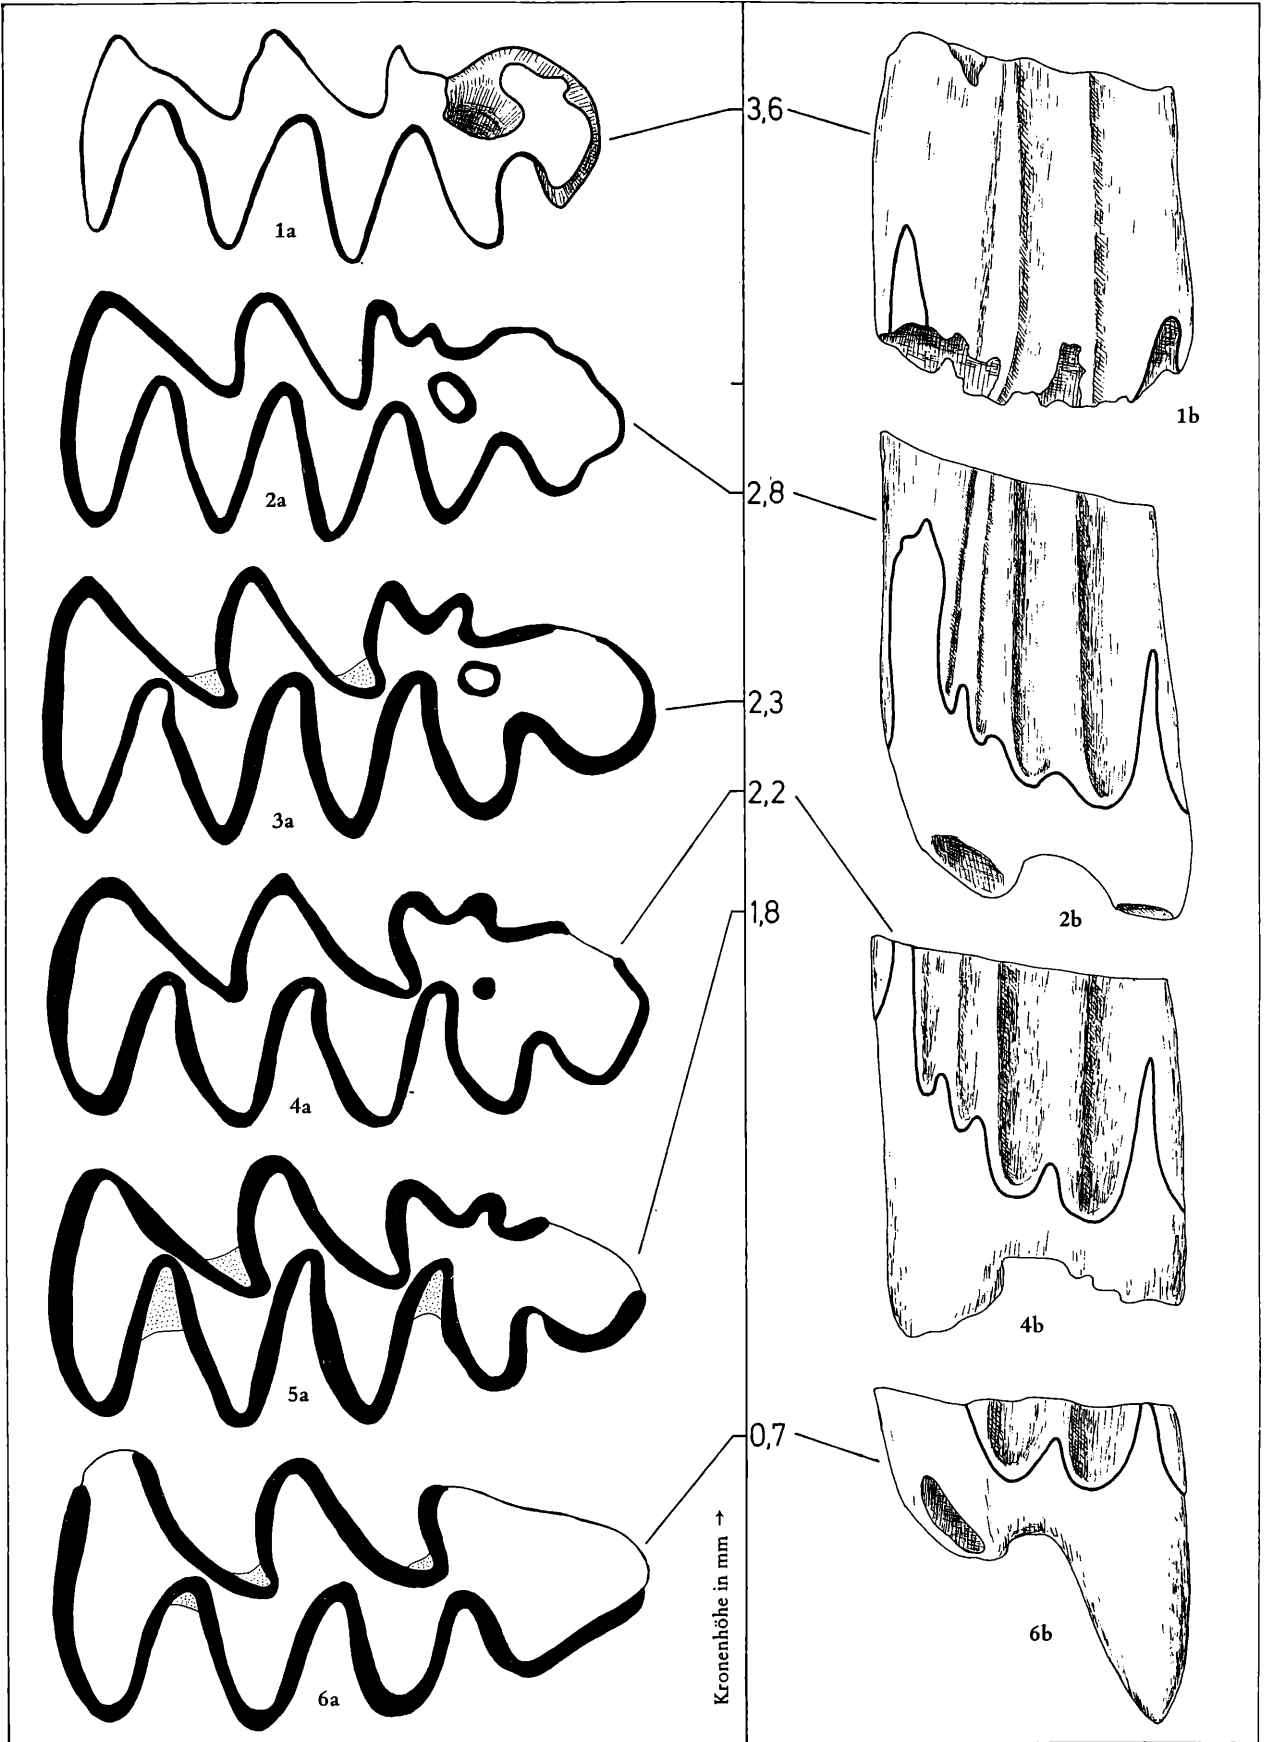 3,6
1a
1b
2a
2,8
2b
3a
2,3
2,2
1,8
4a
4b
5a
0,7
6a
6b
Kronenhöhe in mm →